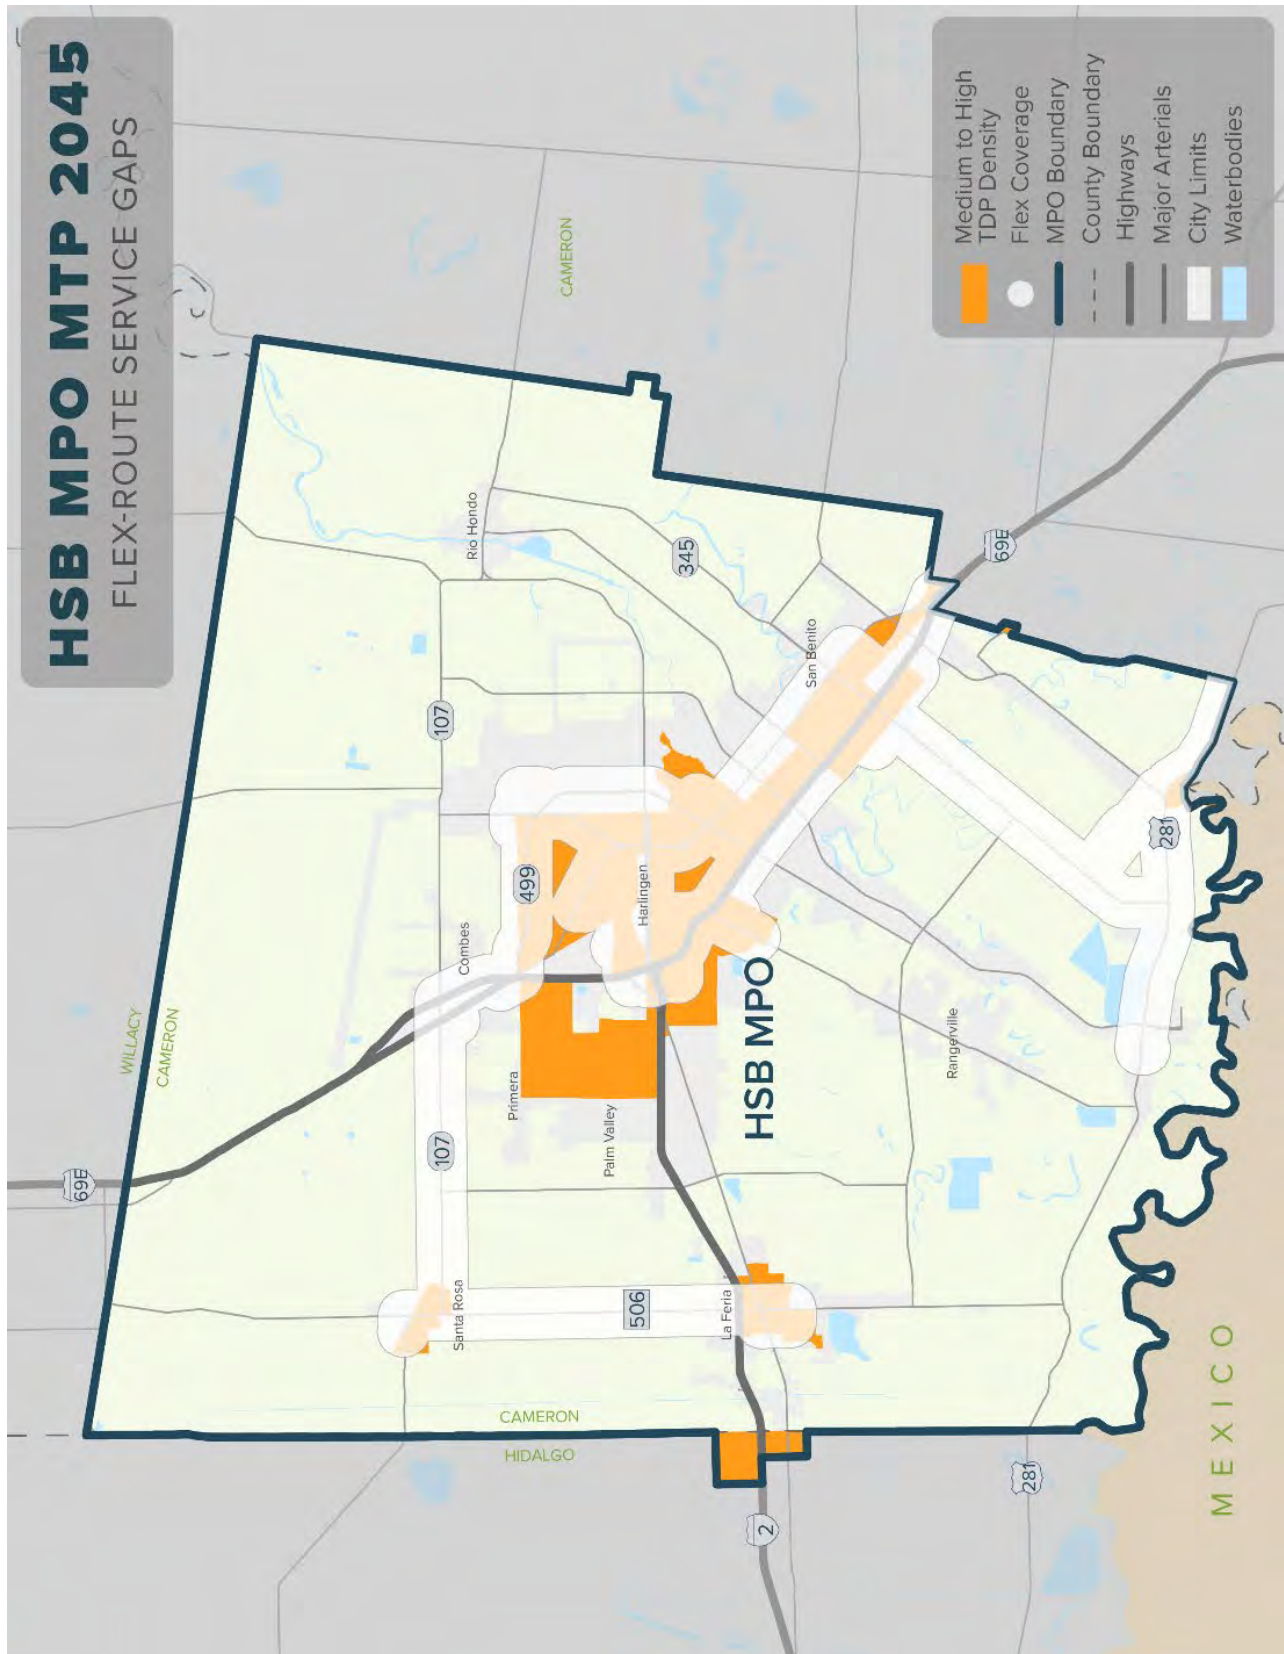 HSB MPO MTP 2045
FLEX-ROUTE SERVICE GAPS
Medium to High
TDP Density
Flex Coverage
MPO Boundary
County Boundary
Highways
Major Arterials
City Limits
Waterbodies
WILLACY
CAMERON
69E
CAMERON
107
107
Rio Hondo
345
Combes
499
Primera
Palm Valley
Harlingen
San Benito
69E
HSB MPO
Santa Rosa
506
La Feria
Rangerville
CAMERON
HIDALGO
2
281
281
MEXICO